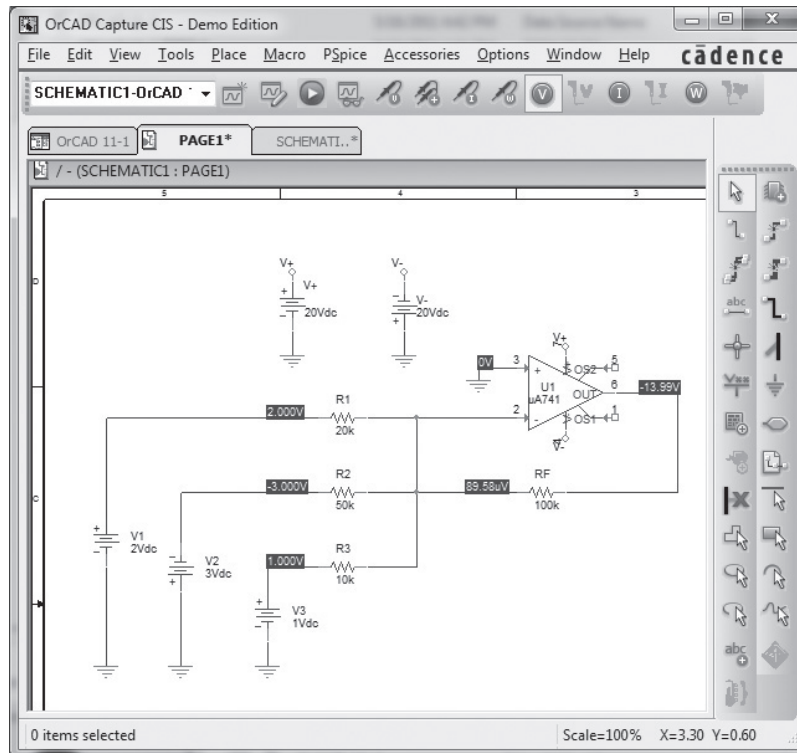 OrCAD Capture CIS - Demo Edition
File Edit View Tools Place Macro PSpice Accessories Options Window Help cādence
SCHEMATIC1-OrCAD
V I W
OrCAD 11-1 PAGE1* SCHEMATI..*
/ - (SCHEMATIC1 : PAGE1)
5 4 3
V+ V-
V+ V-
20Vdc 20Vdc
D
V+
0V 3 5
+ OS2
U1 6 -13.99V
uA741 OUT
2 - OS1 1
V-
2.000V R1
20k
-3.000V R2 89.58uV RF
50k 100k
C
V1
2Vdc
V2
3Vdc
1.000V R3
10k
V3
1Vdc
abc
abc
0 items selected Scale=100% X=3.30 Y=0.60